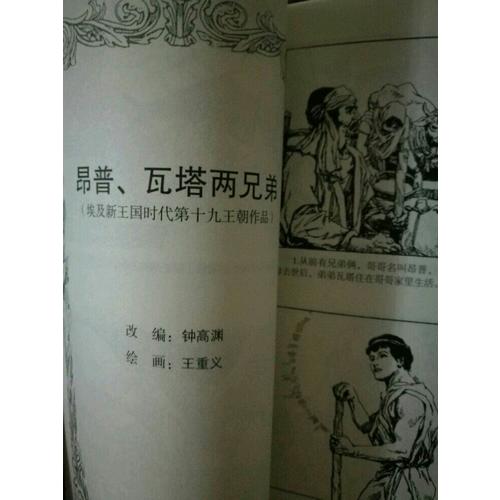 昂普、瓦塔两兄弟
(埃及新王国时代第十九王朝作品)
改 编：钟高渊
绘 画：王重义
1.从前有兄弟俩，哥哥名叫昂普，
去世后，弟弟瓦塔住在哥哥家里生活。